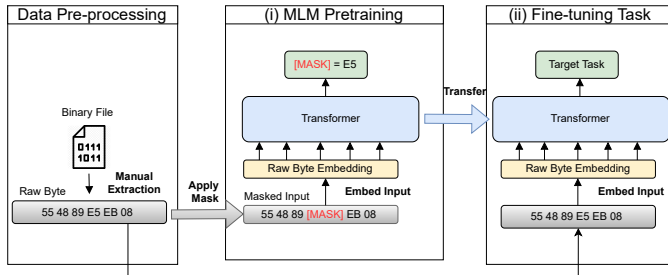 Data Pre-processing
Binary File
0111
1011
Manual
Extraction
Raw Byte
55 48 89 E5 EB 08
Apply
Mask
(i) MLM Pretraining
[MASK] = E5
Transformer
Raw Byte Embedding
Embed Input
Masked Input
55 48 89 [MASK] EB 08
Transfer
(ii) Fine-tuning Task
Target Task
Transformer
Raw Byte Embedding
Embed Input
55 48 89 E5 EB 08